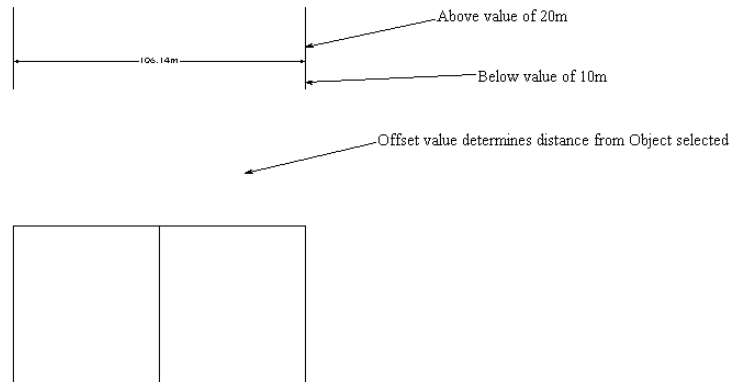 Above value of 20m
106.14m
Below value of 10m
Offset value determines distance from Object selected